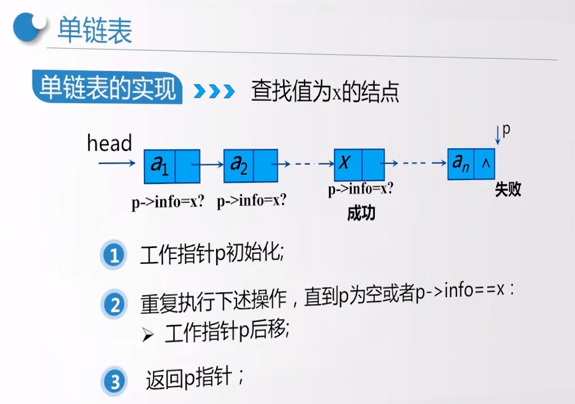 单链表
单链表的实现 >>> 查找值为x的结点
p
head
a1 a2 x an ∧
p->info=x? p->info=x? p->info=x? 失败
成功
1 工作指针p初始化;
2 重复执行下述操作，直到p为空或者p->info==x：
➢ 工作指针p后移;
3 返回p指针；